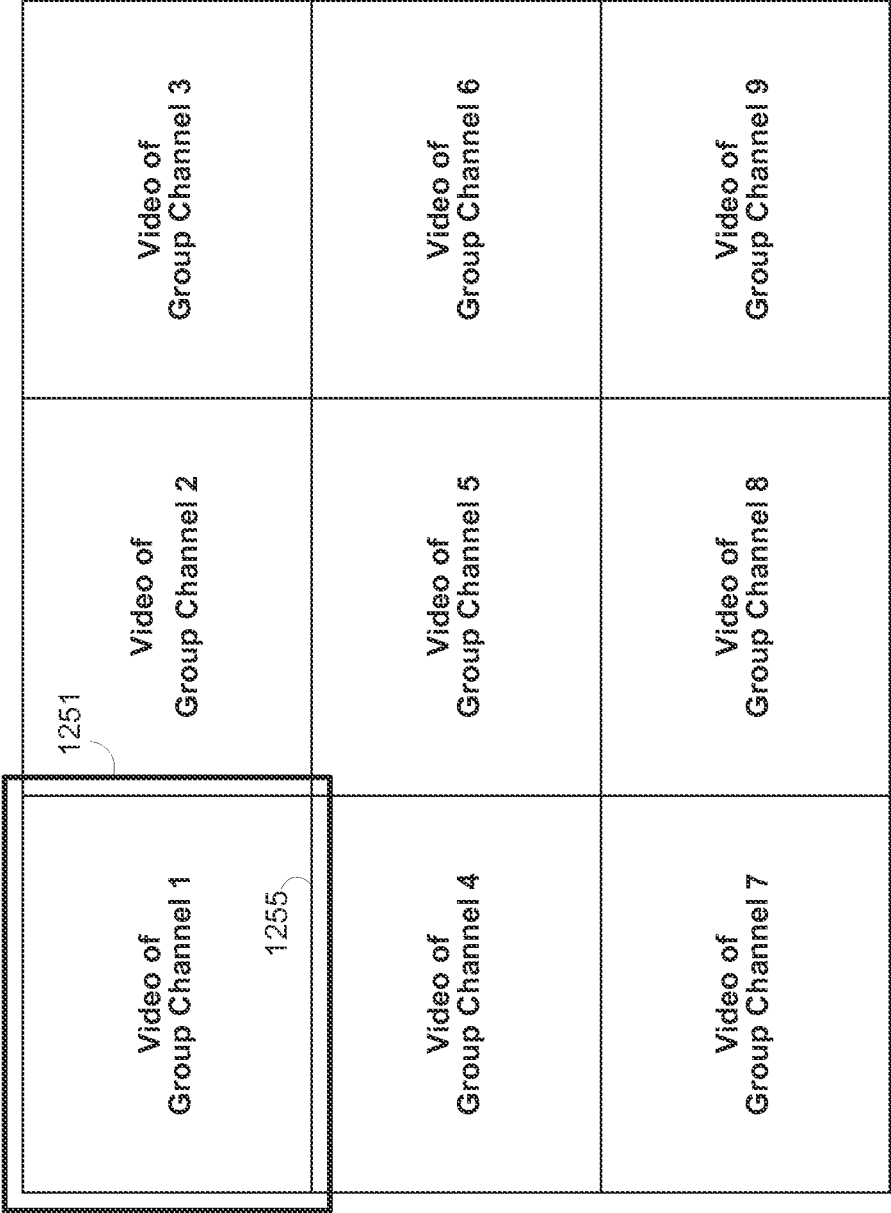 Video of
Group Channel 1
1255
1251
Video of
Group Channel 2
Video of
Group Channel 3
Video of
Group Channel 4
Video of
Group Channel 5
Video of
Group Channel 6
Video of
Group Channel 7
Video of
Group Channel 8
Video of
Group Channel 9